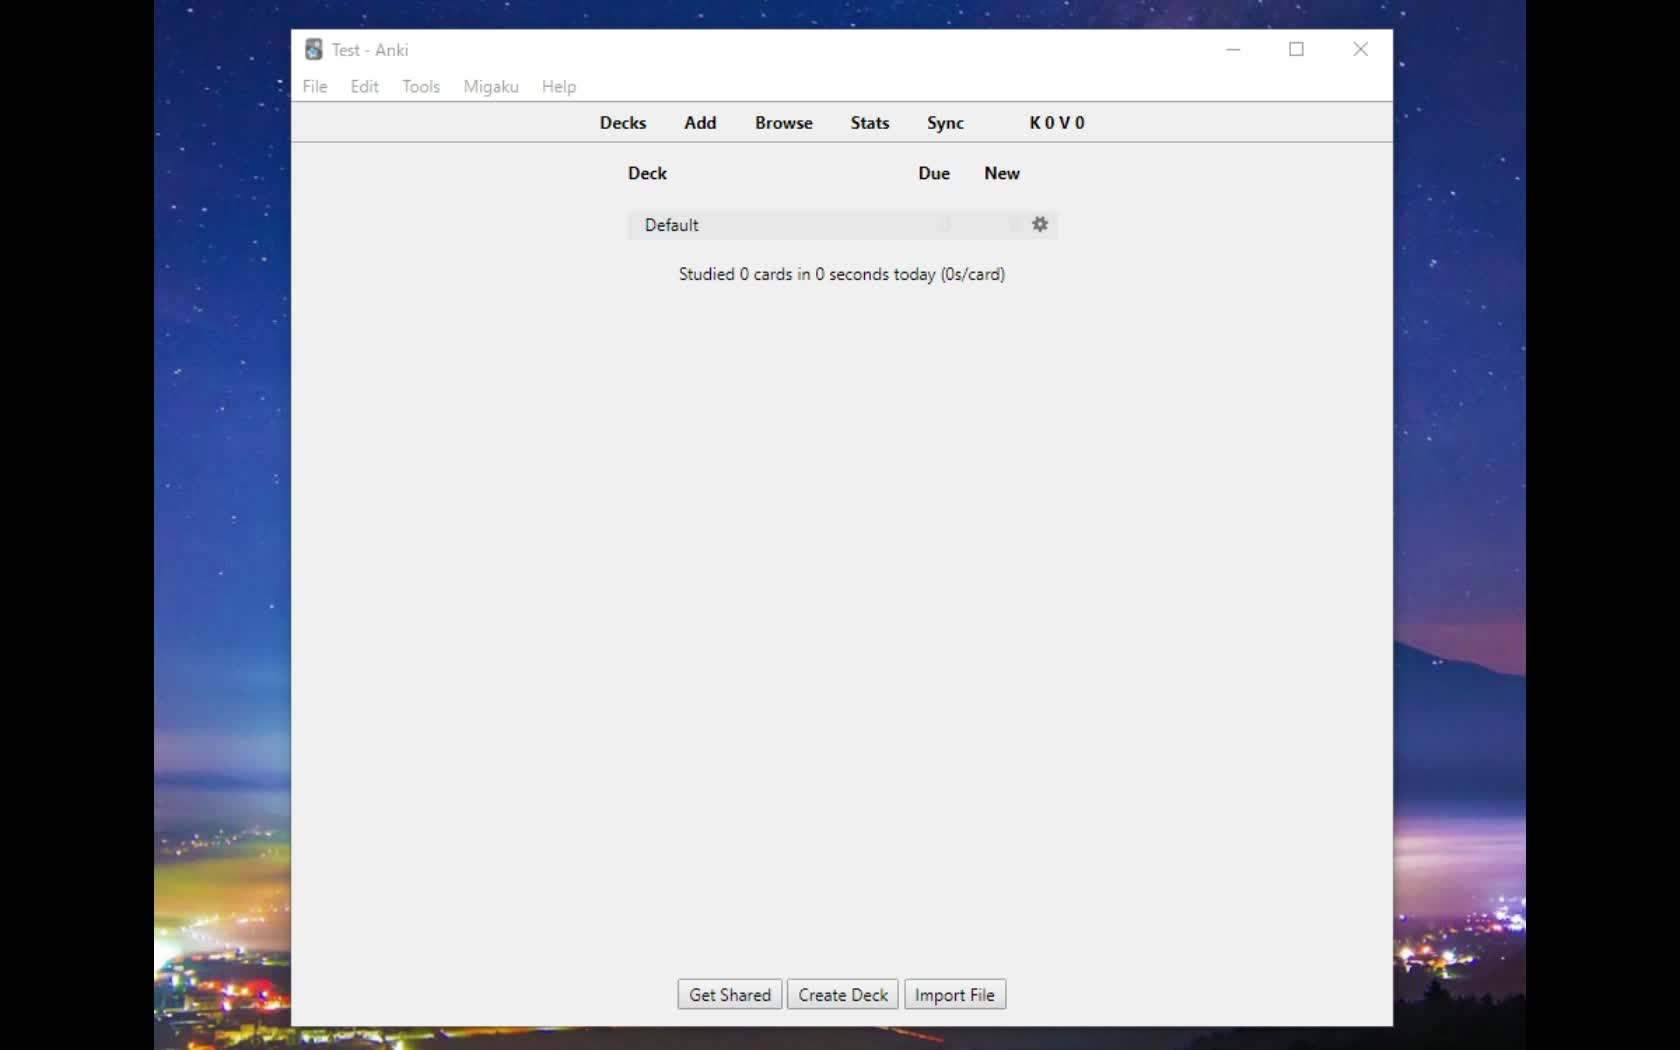 Test - Anki
File Edit Tools Migaku Help
Decks Add Browse Stats Sync K 0 V 0
Deck Due New
Default
Studied 0 cards in 0 seconds today (0s/card)
Get Shared Create Deck Import File